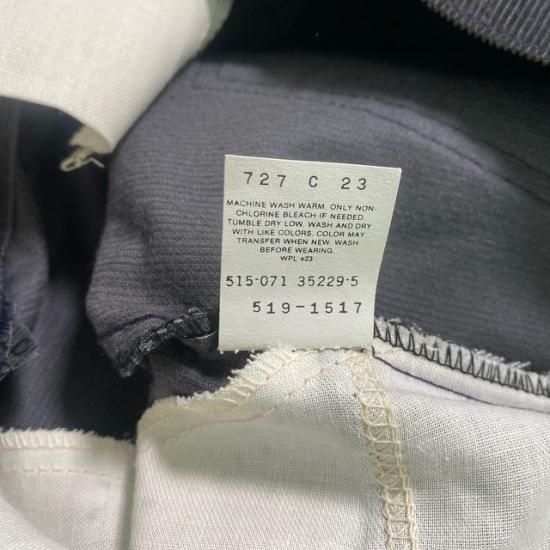 727 C 23
MACHINE WASH WARM. ONLY NON-
CHLORINE BLEACH IF NEEDED.
TUMBLE DRY LOW. WASH AND DRY
WITH LIKE COLORS. COLOR MAY
TRANSFER WHEN NEW. WASH
BEFORE WEARING.
WPL 423
515-071 35229-5
519-1517